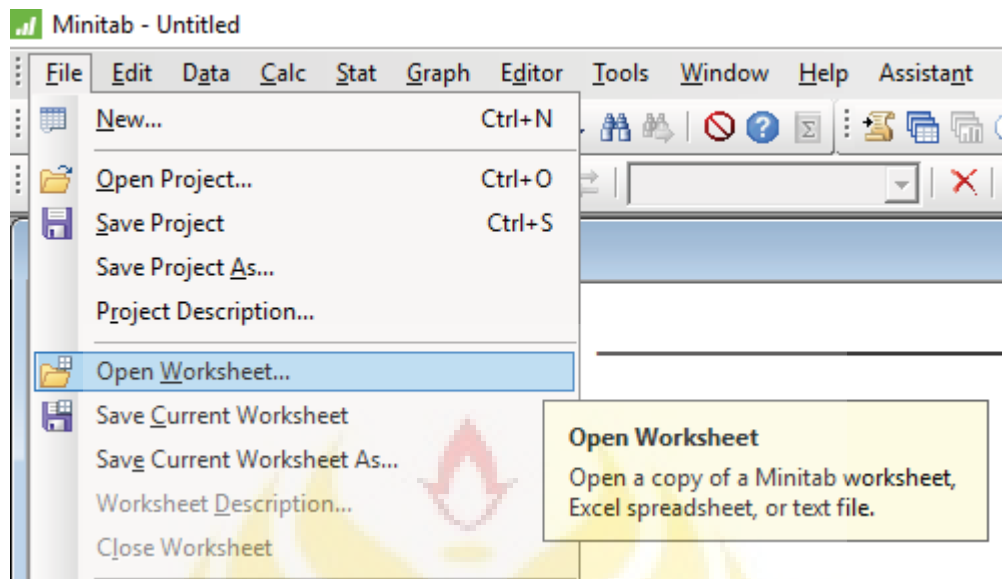 Minitab - Untitled
File Edit Data Calc Stat Graph Editor Tools Window Help Assistant
New... Ctrl+N
Open Project... Ctrl+O
Save Project Ctrl+S
Save Project As...
Project Description...
Open Worksheet...
Save Current Worksheet
Save Current Worksheet As...
Worksheet Description...
Close Worksheet
Open Worksheet
Open a copy of a Minitab worksheet,
Excel spreadsheet, or text file.